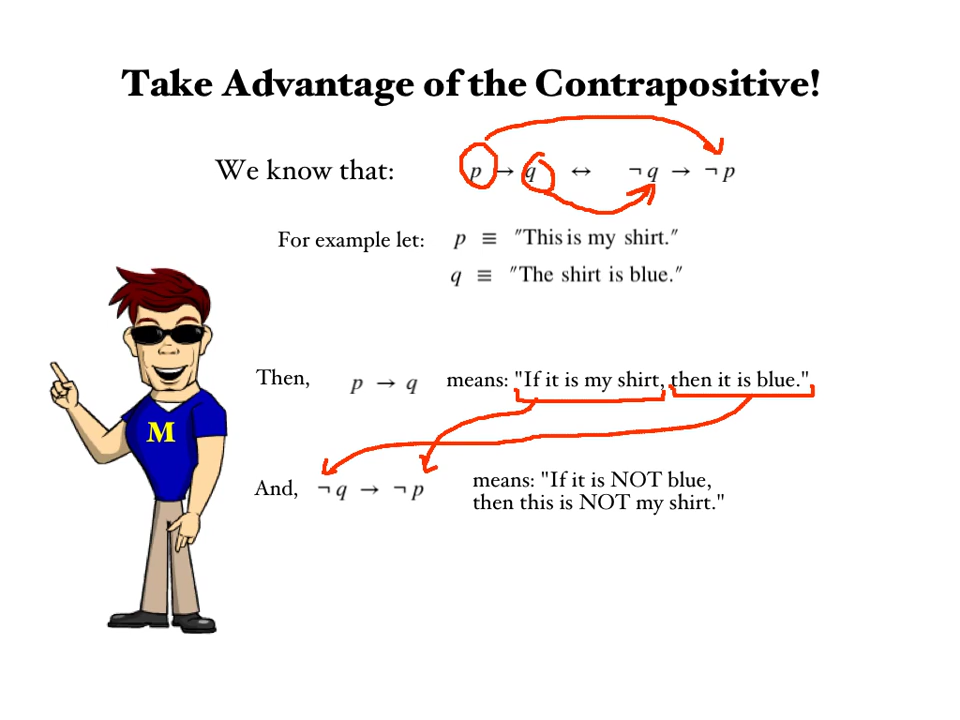 Take Advantage of the Contrapositive!
We know that: p → q ↔ ¬ q → ¬ p
For example let: p ≡ "This is my shirt."
q ≡ "The shirt is blue."
Then, p → q means: "If it is my shirt, then it is blue."
And, ¬ q → ¬ p means: "If it is NOT blue,
then this is NOT my shirt."
M